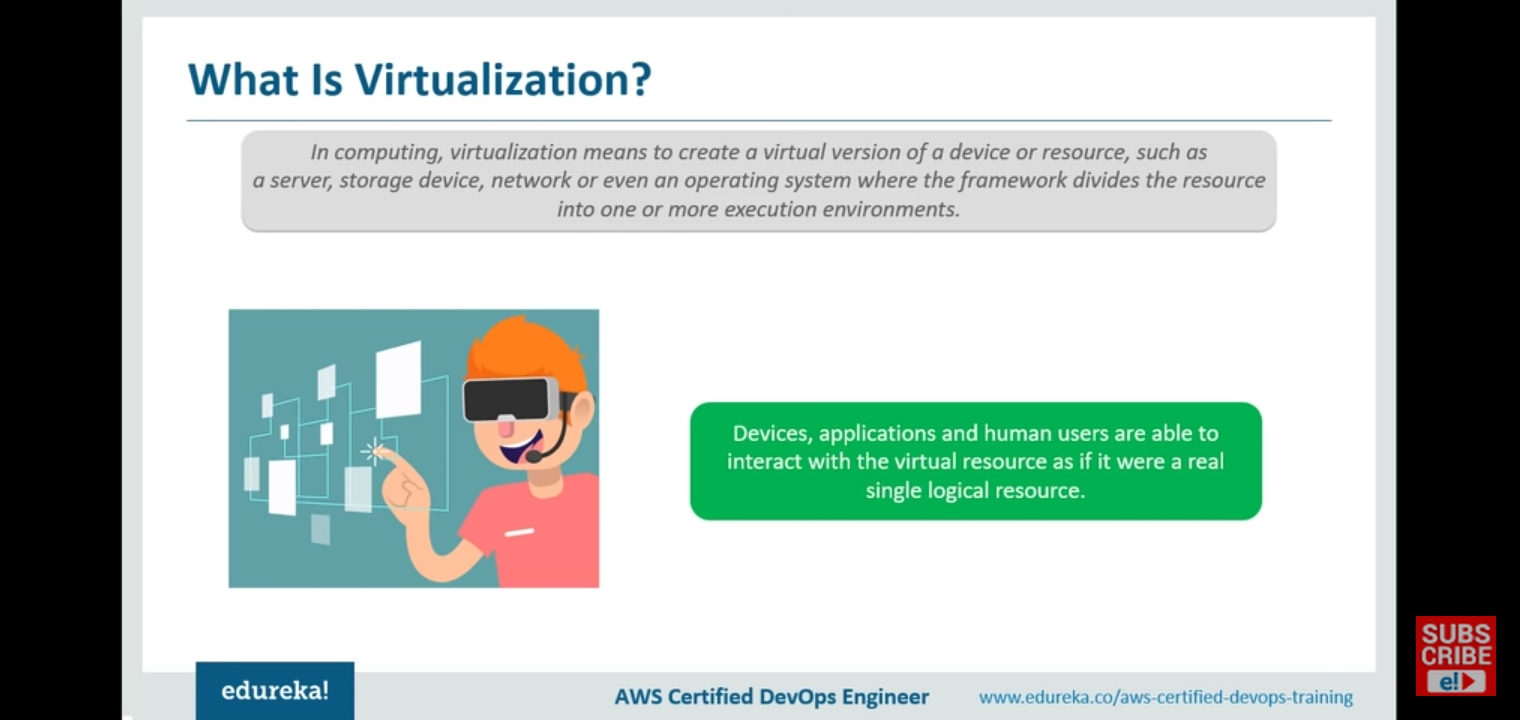 What Is Virtualization?
In computing, virtualization means to create a virtual version of a device or resource, such as
a server, storage device, network or even an operating system where the framework divides the resource
into one or more execution environments.
Devices, applications and human users are able to
interact with the virtual resource as if it were a real
single logical resource.
edureka!
AWS Certified DevOps Engineer
www.edureka.co/aws-certified-devops-training
SUBS
CRIBE
e!